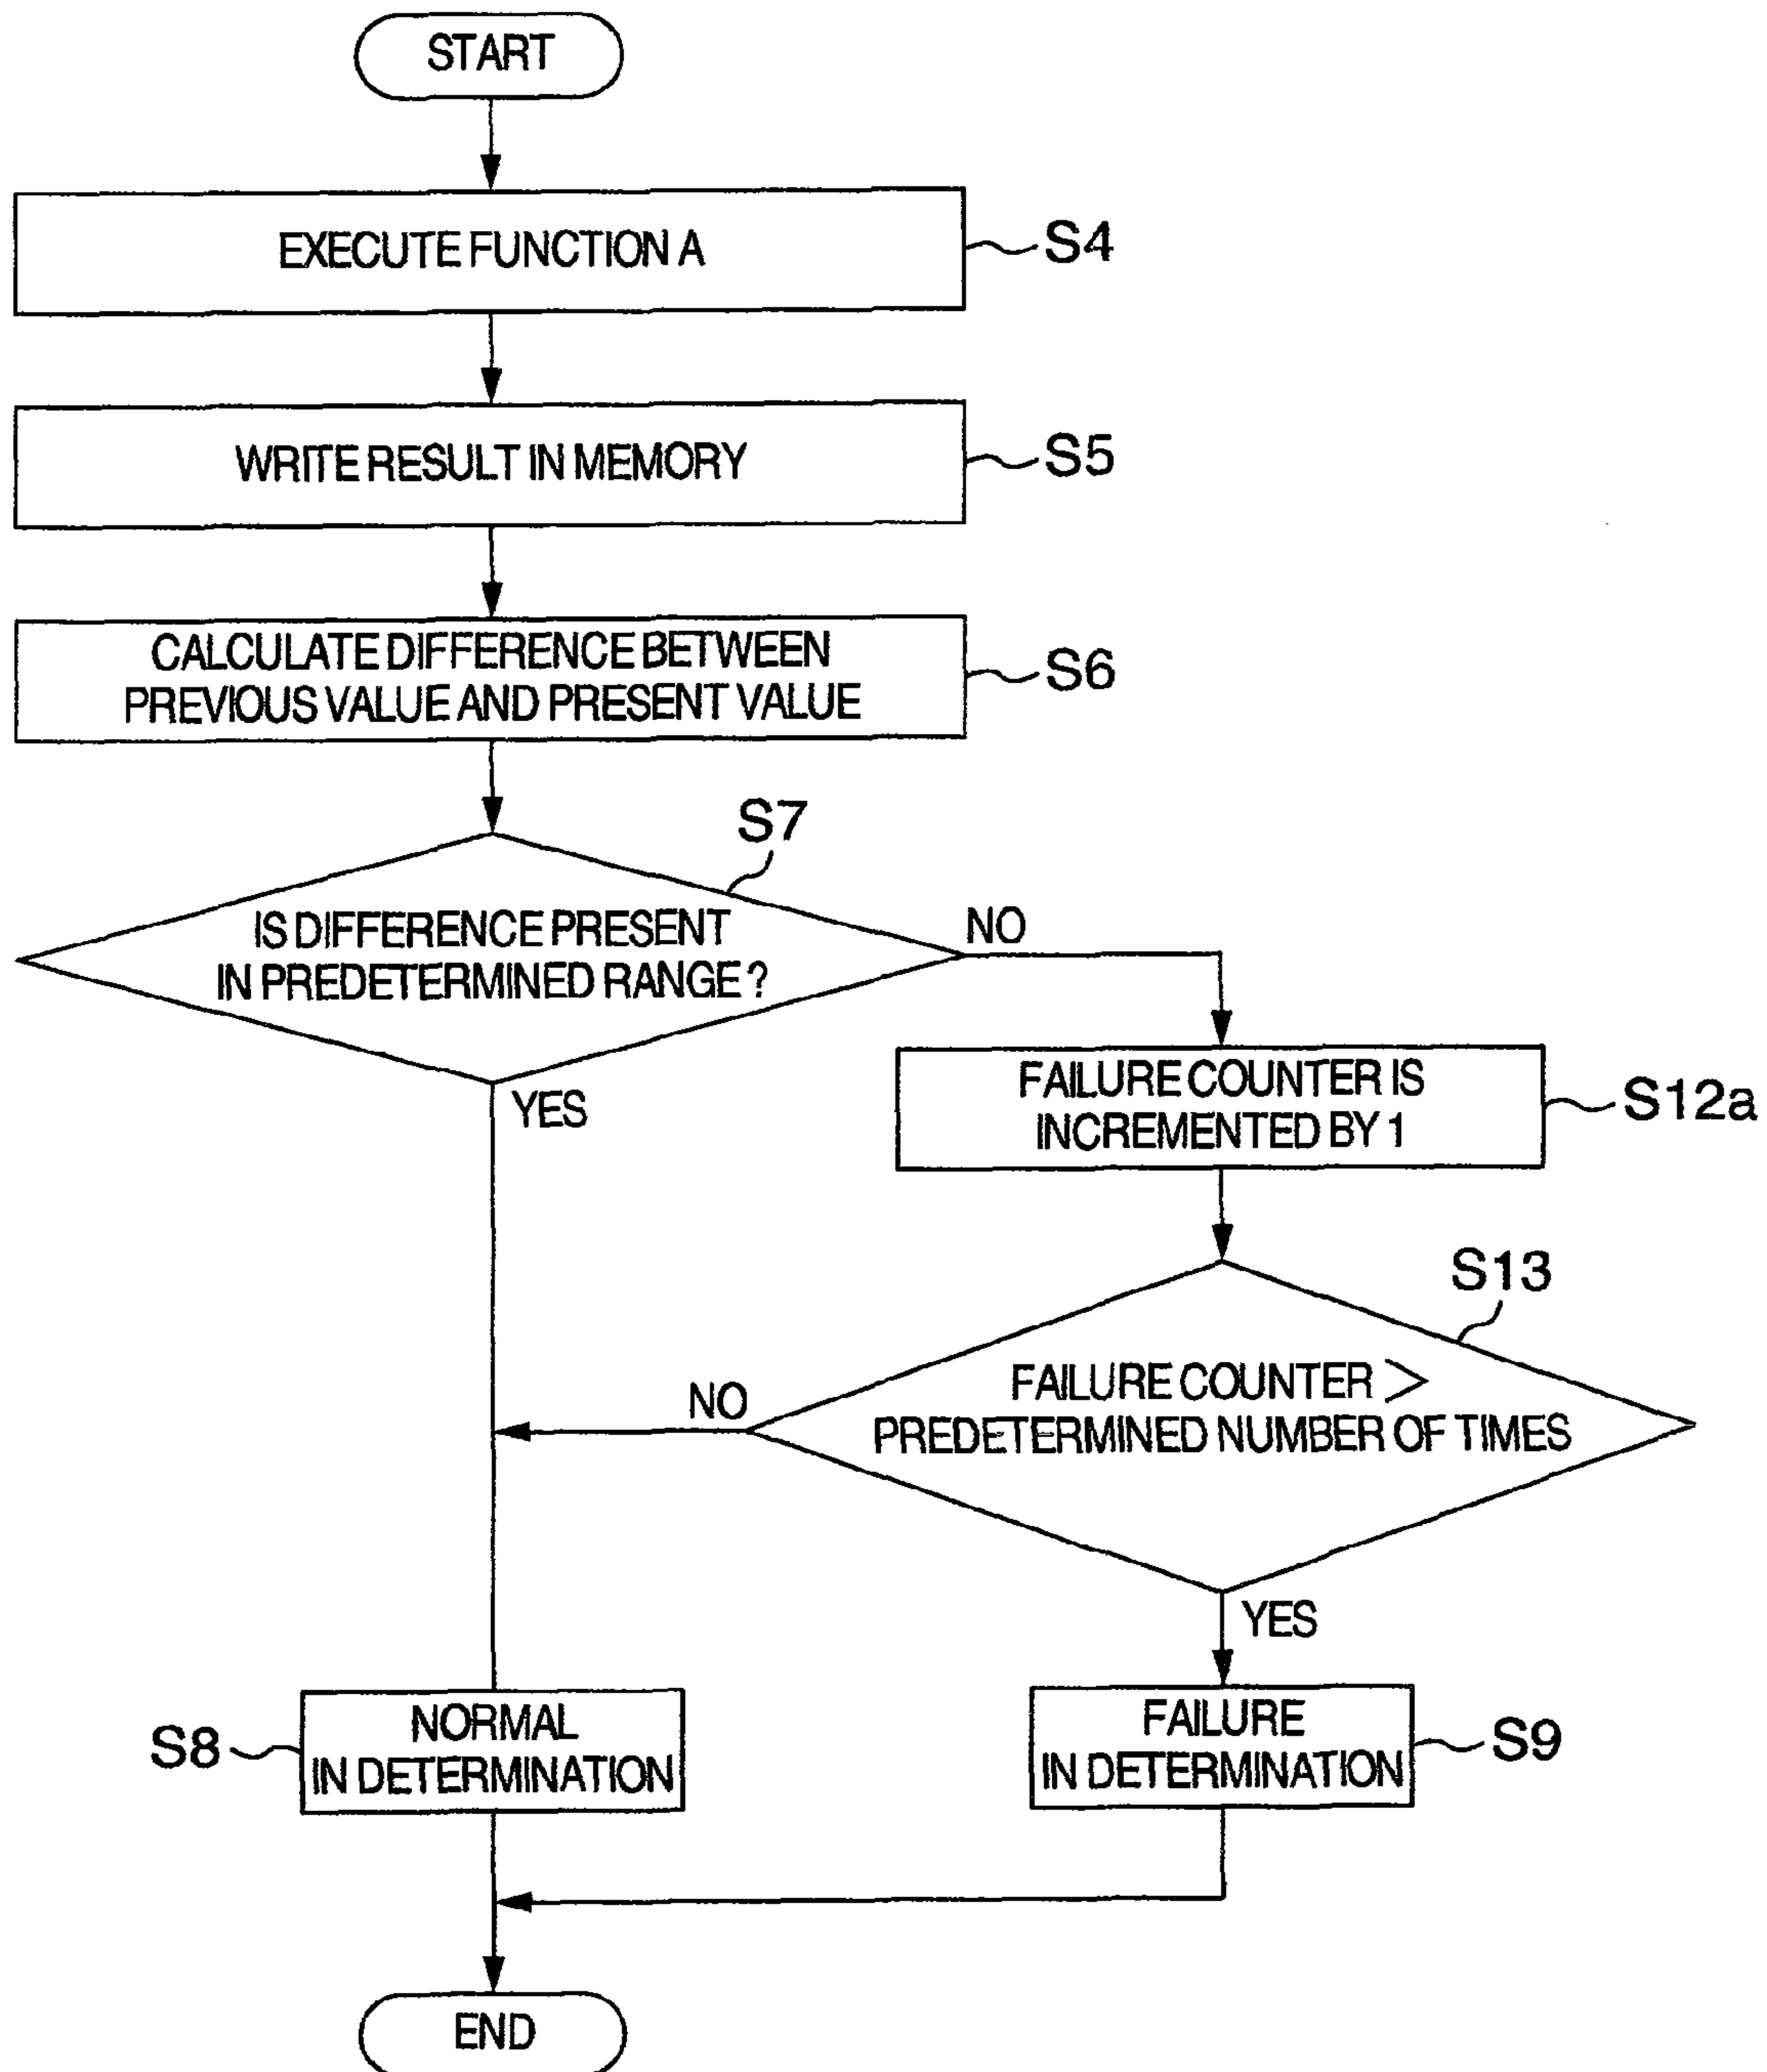 START
EXECUTE FUNCTION A
S4
WRITE RESULT IN MEMORY
S5
CALCULATE DIFFERENCE BETWEEN
PREVIOUS VALUE AND PRESENT VALUE
S6
S7
IS DIFFERENCE PRESENT
IN PREDETERMINED RANGE?
NO
YES
FAILURE COUNTER IS
INCREMENTED BY 1
S12a
S13
FAILURE COUNTER >
PREDETERMINED NUMBER OF TIMES
NO
YES
S8
NORMAL
IN DETERMINATION
FAILURE
IN DETERMINATION
S9
END